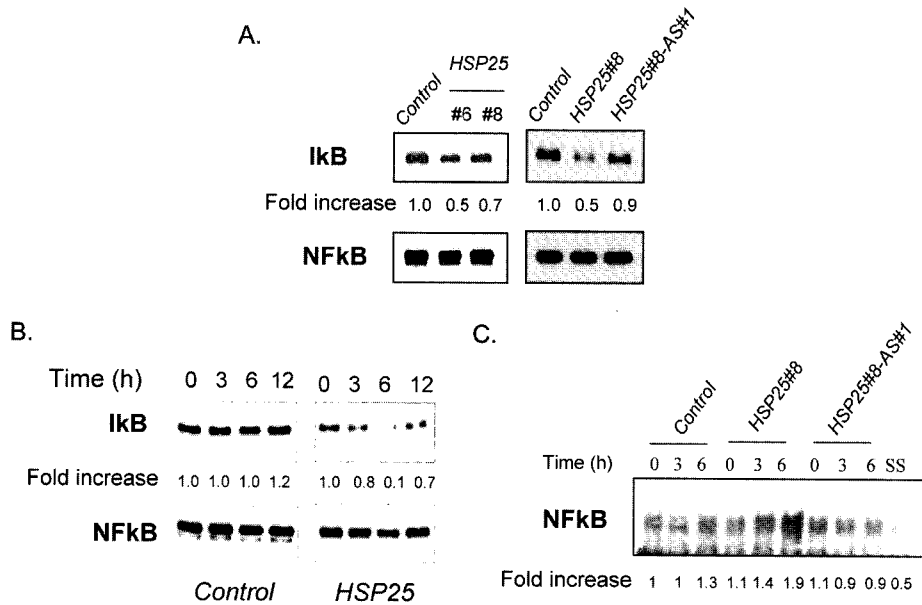 A.
HSP25
Control #6 #8 Control HSP25#8 HSP25#8-AS#1
IkB
Fold increase 1.0 0.5 0.7 1.0 0.5 0.9
NFkB
B.
Time (h) 0 3 6 12 0 3 6 12
IkB
Fold increase 1.0 1.0 1.0 1.2 1.0 0.8 0.1 0.7
NFkB
Control HSP25
C.
Control HSP25#8 HSP25#8-AS#1
Time (h) 0 3 6 0 3 6 0 3 6 SS
NFkB
Fold increase 1 1 1.3 1.1 1.4 1.9 1.1 0.9 0.9 0.5